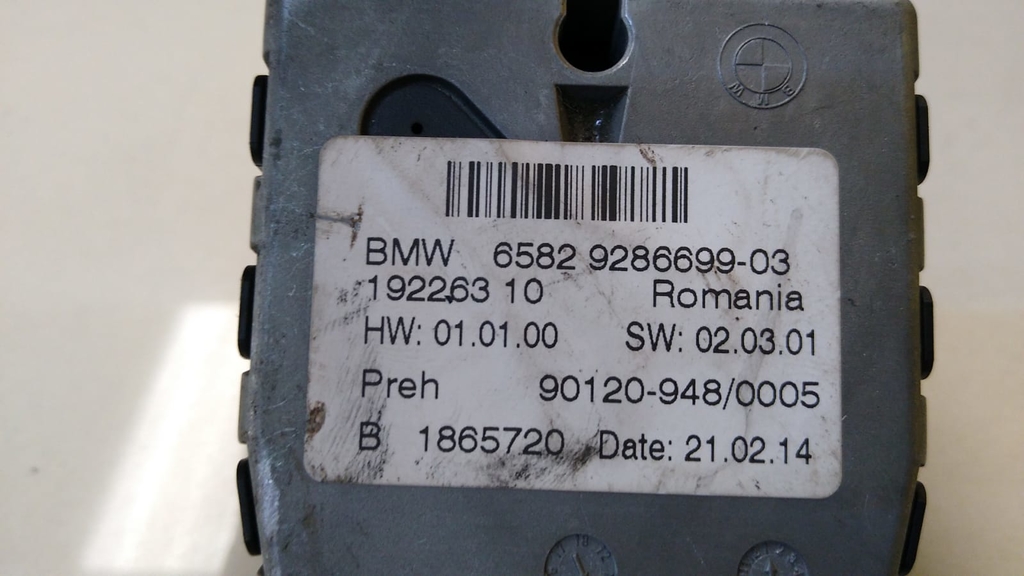 BMW
BMW 6582 9286699-03
192263 10 Romania
HW: 01.01.00 SW: 02.03.01
Preh 90120-948/0005
B 1865720 Date: 21.02.14